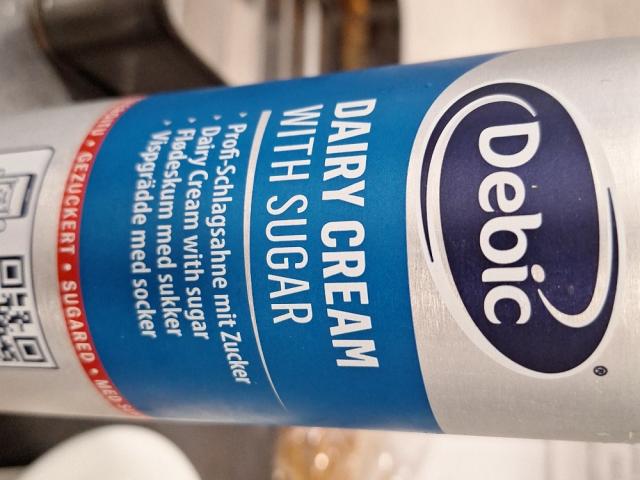 Debic
®
DAIRY CREAM
WITH SUGAR
• Profi-Schlagsahne mit Zucker
• Dairy Cream with sugar
• Flødeskum med sukker
• Vispgrädde med socker
• GEZUCKERT • SUGARED • MED